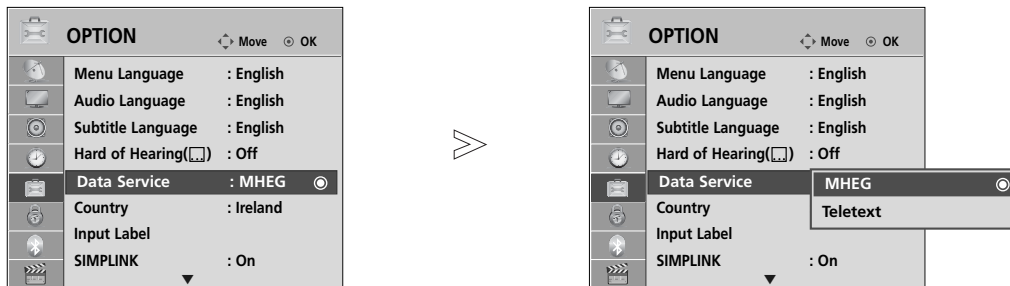 OPTION Move OK
Menu Language : English
Audio Language : English
Subtitle Language : English
Hard of Hearing( ) : Off
Data Service : MHEG
Country : Ireland
Input Label
SIMPLINK : On
OPTION Move OK
Menu Language : English
Audio Language : English
Subtitle Language : English
Hard of Hearing( ) : Off
Data Service
MHEG
Country
Teletext
Input Label
SIMPLINK : On